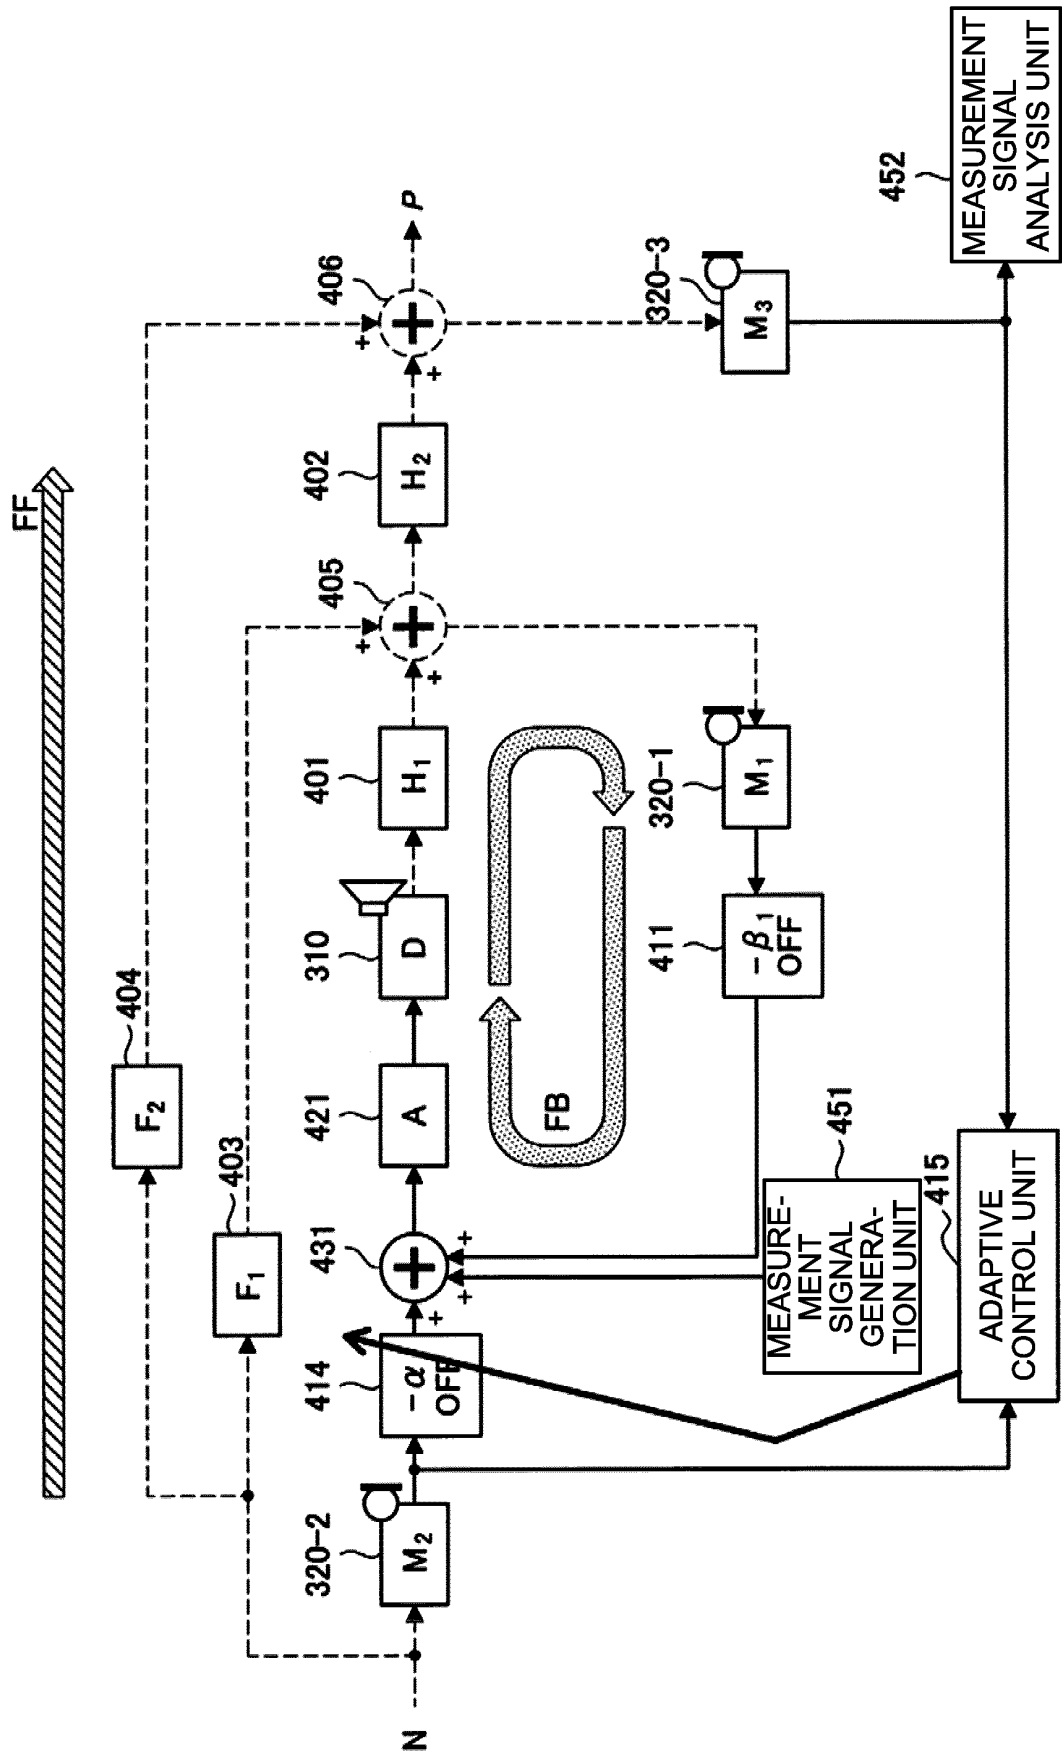 FF
404
F₂
403
F₁
N
320-2
M₂
414
-α
OFF
431
421
A
310
D
401
H₁
405
402
H₂
406
P
+
+
+
+
+
+
+
+
+
+
FB
411
-β₁
OFF
320-1
M₁
320-3
M₃
451
MEASURE-
MENT
SIGNAL
GENERA-
TION UNIT
415
ADAPTIVE
CONTROL UNIT
452
MEASUREMENT
SIGNAL
ANALYSIS UNIT